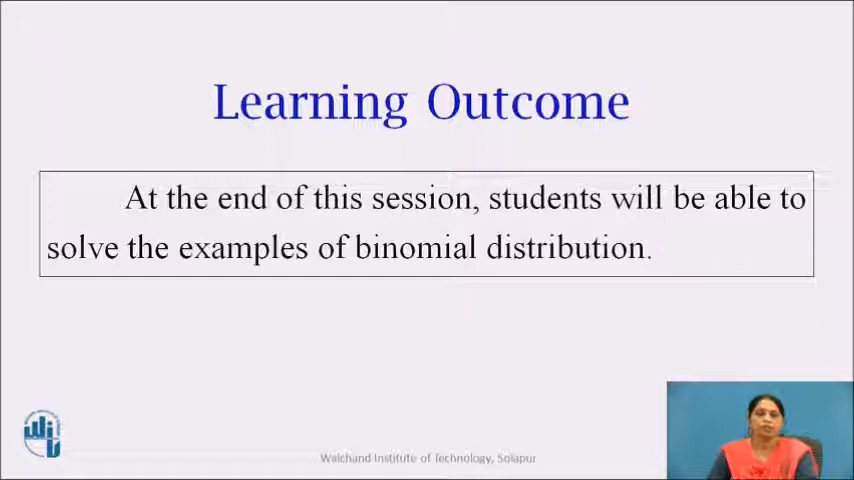 Learning Outcome
At the end of this session, students will be able to
solve the examples of binomial distribution.
Walchand Institute of Technology, Solapur